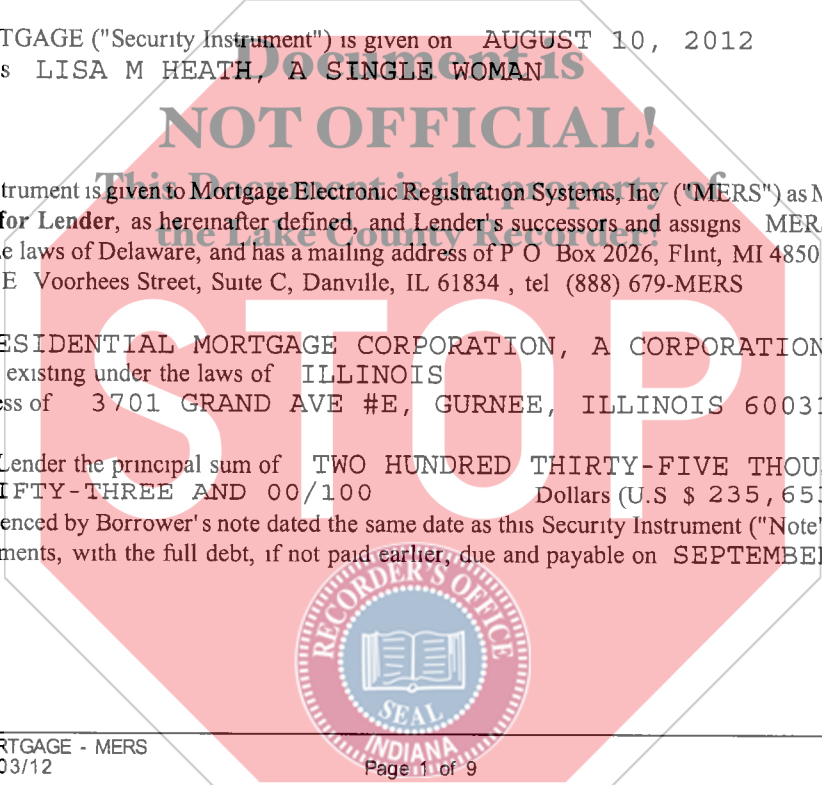 TGAGE ("Security Instrument") is given on AUGUST 10, 2012
s LISA M HEATH, A SINGLE WOMAN
Document is
NOT OFFICIAL!
This Document is the property of
the Lake County Recorder!
trument is given to Mortgage Electronic Registration Systems, Inc ("MERS") as M
for Lender, as hereinafter defined, and Lender's successors and assigns MER
e laws of Delaware, and has a mailing address of P O Box 2026, Flint, MI 4850
E Voorhees Street, Suite C, Danville, IL 61834 , tel (888) 679-MERS
STOP
ESIDENTIAL MORTGAGE CORPORATION, A CORPORATION
existing under the laws of ILLINOIS
ess of 3701 GRAND AVE #E, GURNEE, ILLINOIS 60031
Lender the principal sum of TWO HUNDRED THIRTY-FIVE THOU
IFTY-THREE AND 00/100 Dollars (U.S $ 235,653
enced by Borrower's note dated the same date as this Security Instrument ("Note"
ments, with the full debt, if not paid earlier, due and payable on SEPTEMBE
RECORDER'S OFFICE
SEAL
INDIANA
RTGAGE - MERS
03/12
Page 1 of 9